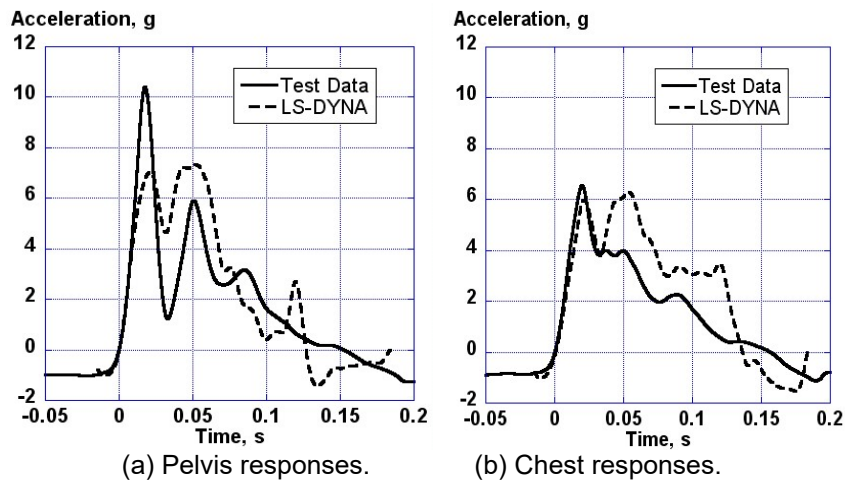 Acceleration, g
12
10
8
6
4
2
0
-2
-0.05 0 0.05 0.1 0.15 0.2
Time, s
Test Data
LS-DYNA
(a) Pelvis responses.
Acceleration, g
12
10
8
6
4
2
0
-2
-0.05 0 0.05 0.1 0.15 0.2
Time, s
Test Data
LS-DYNA
(b) Chest responses.